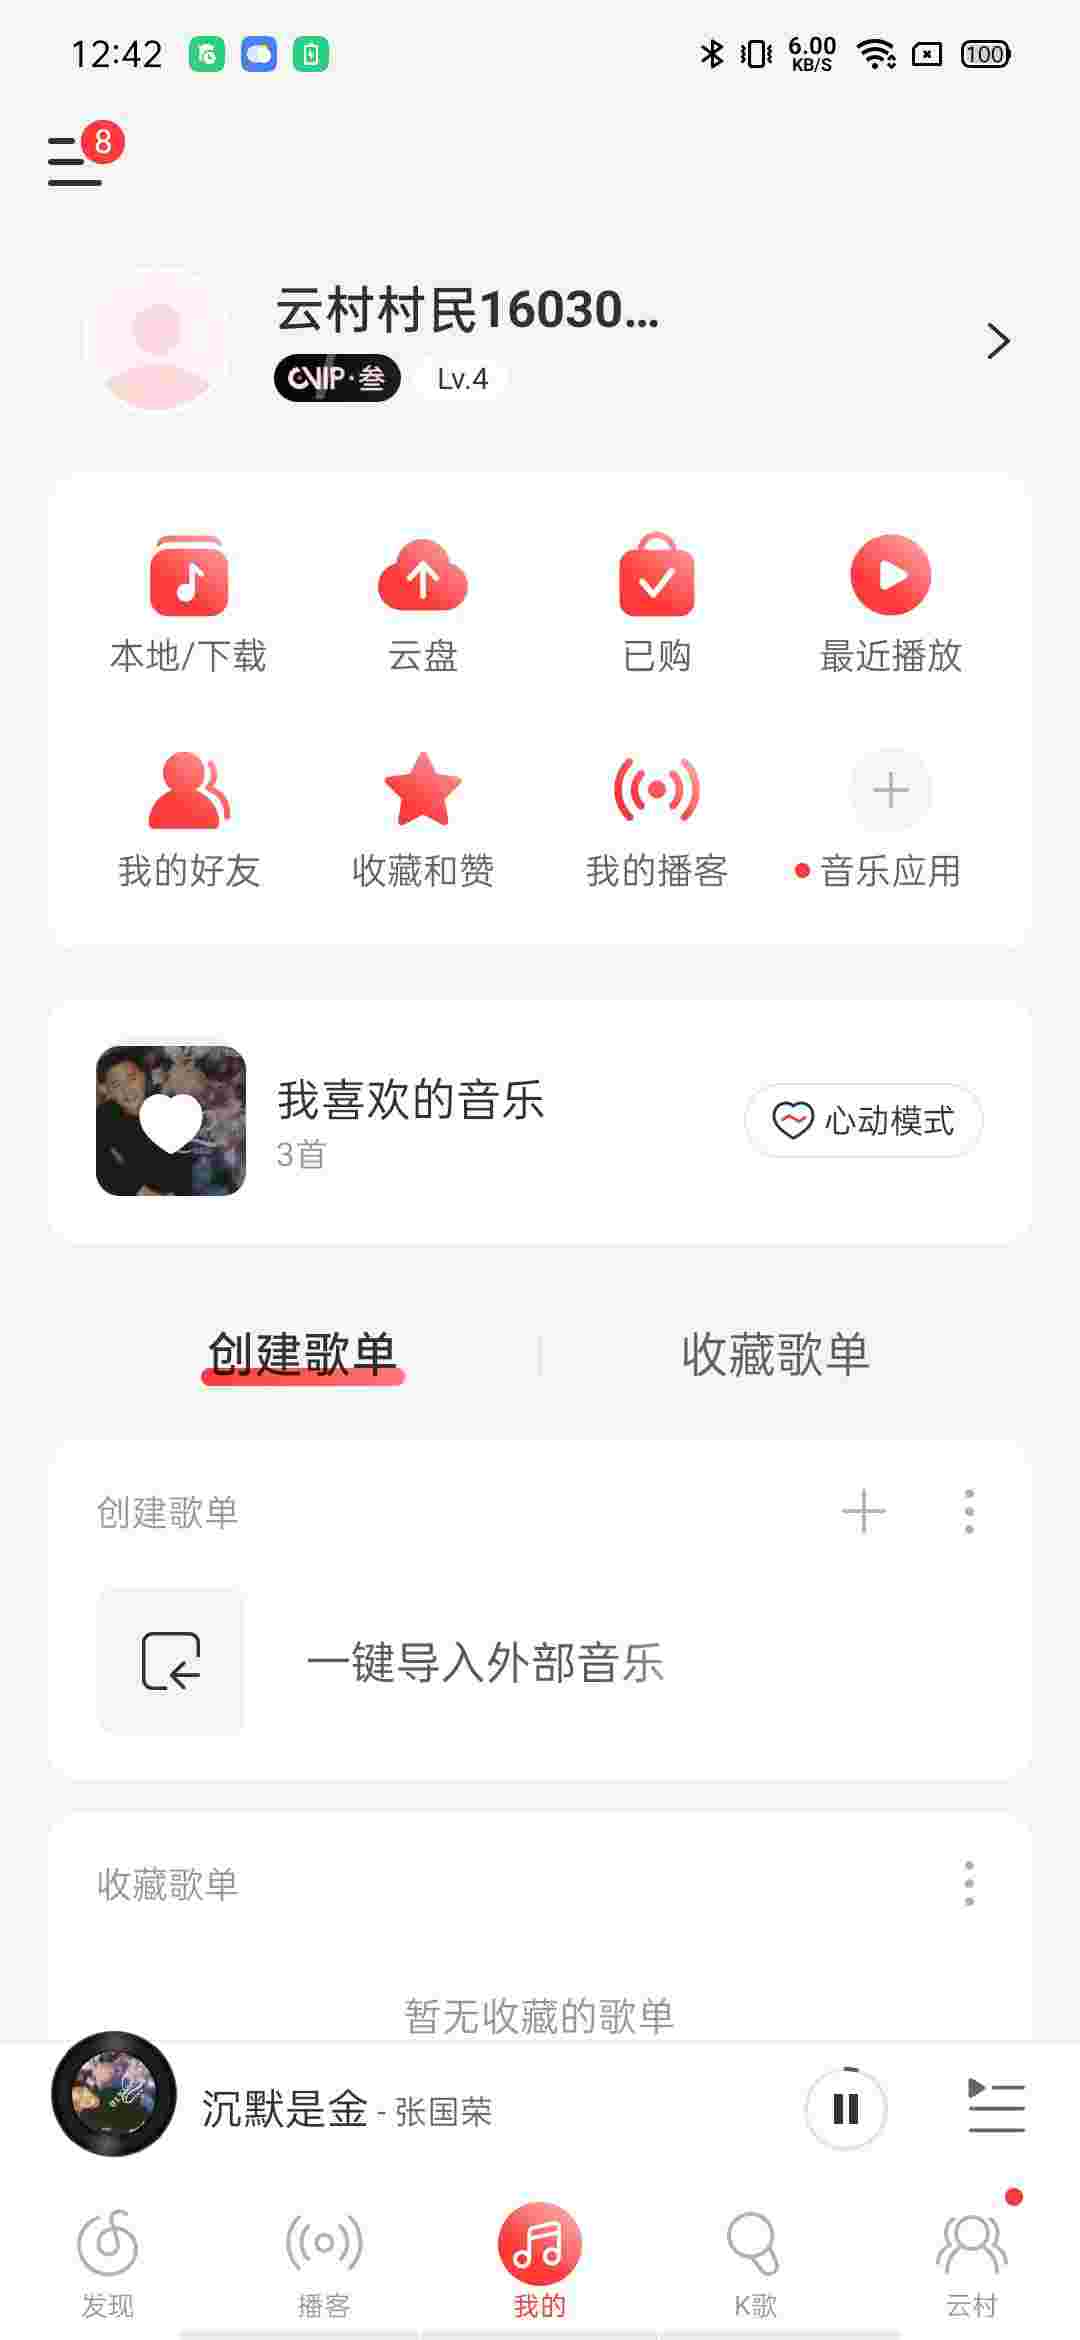 12:42
6.00
KB/S
100
8
云村村民16030...
VIP·叁
Lv.4
本地/下载
云盘
已购
最近播放
我的好友
收藏和赞
我的播客
音乐应用
我喜欢的音乐
3首
心动模式
创建歌单
收藏歌单
创建歌单
一键导入外部音乐
收藏歌单
暂无收藏的歌单
沉默是金 - 张国荣
发现
播客
我的
K歌
云村